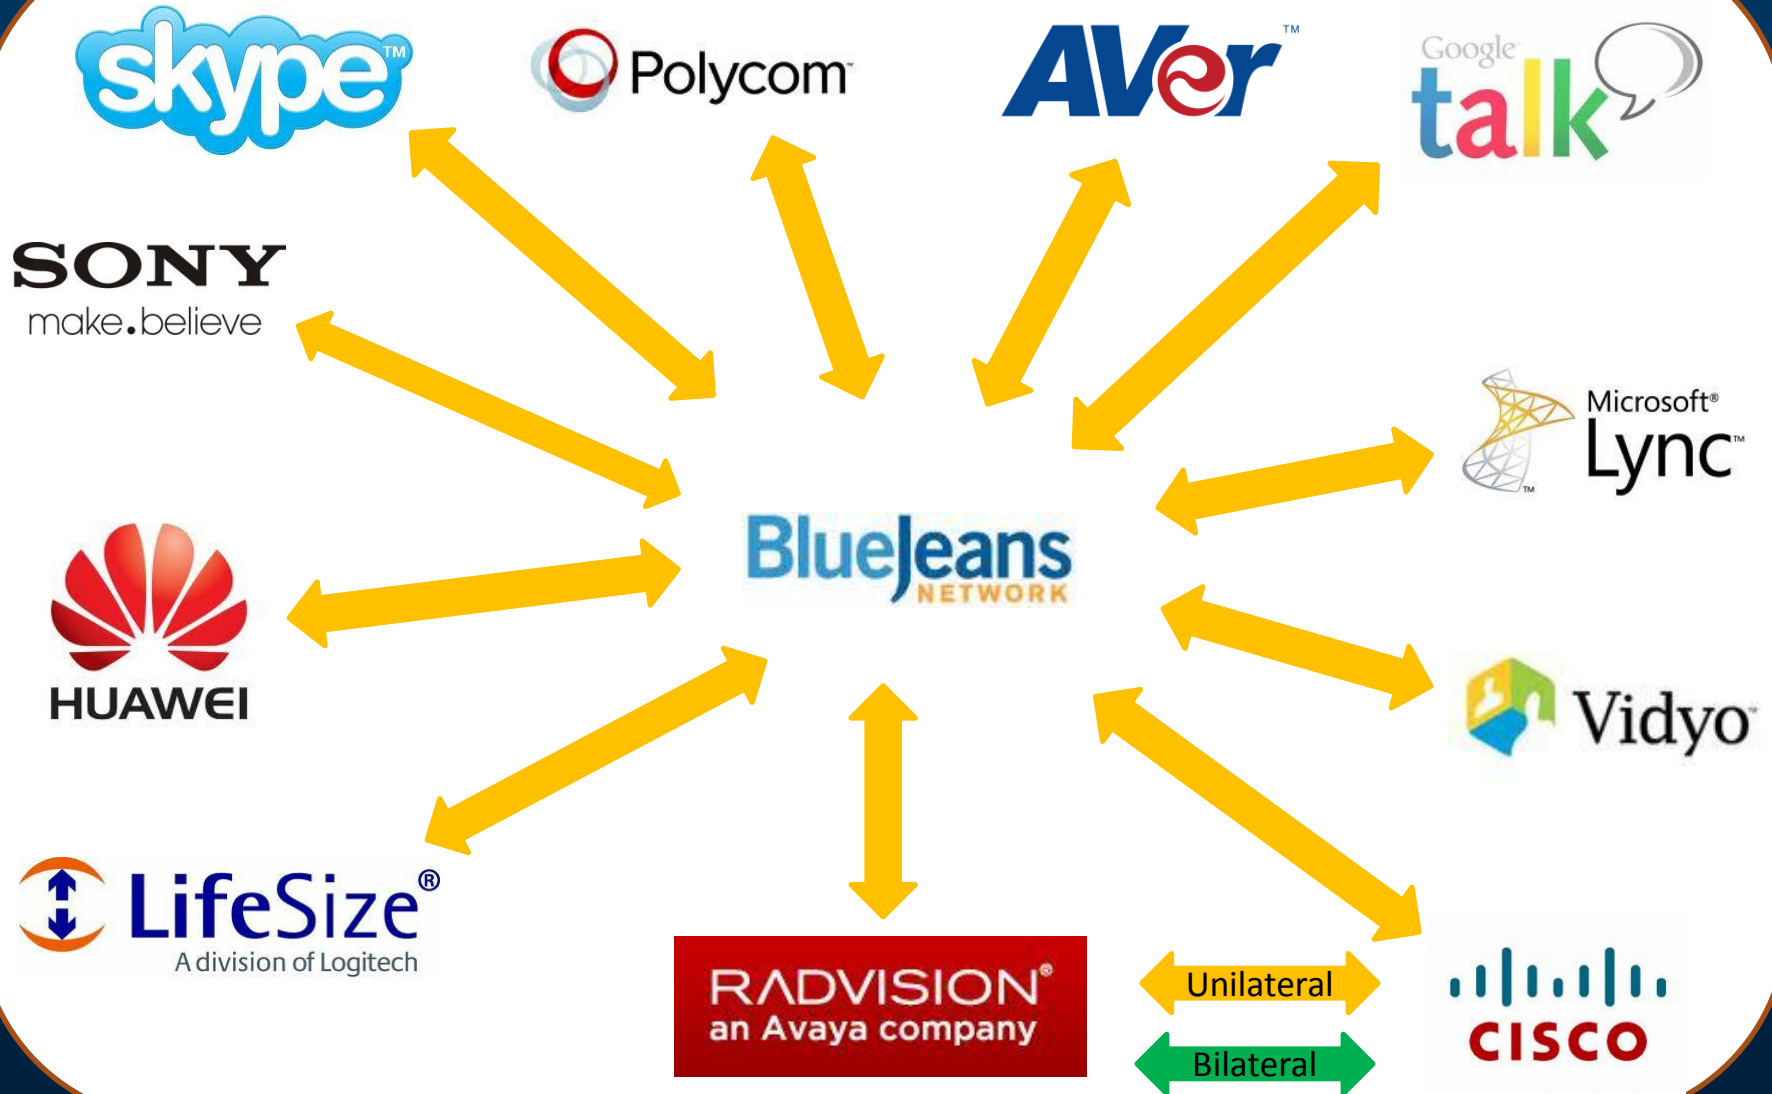 skype™
Polycom
AVer™
Google
talk
SONY
make.believe
Microsoft®
Lync™
BlueJeans
NETWORK
HUAWEI
Vidyo
LifeSize®
A division of Logitech
RADVISION®
an Avaya company
Unilateral
Bilateral
CISCO